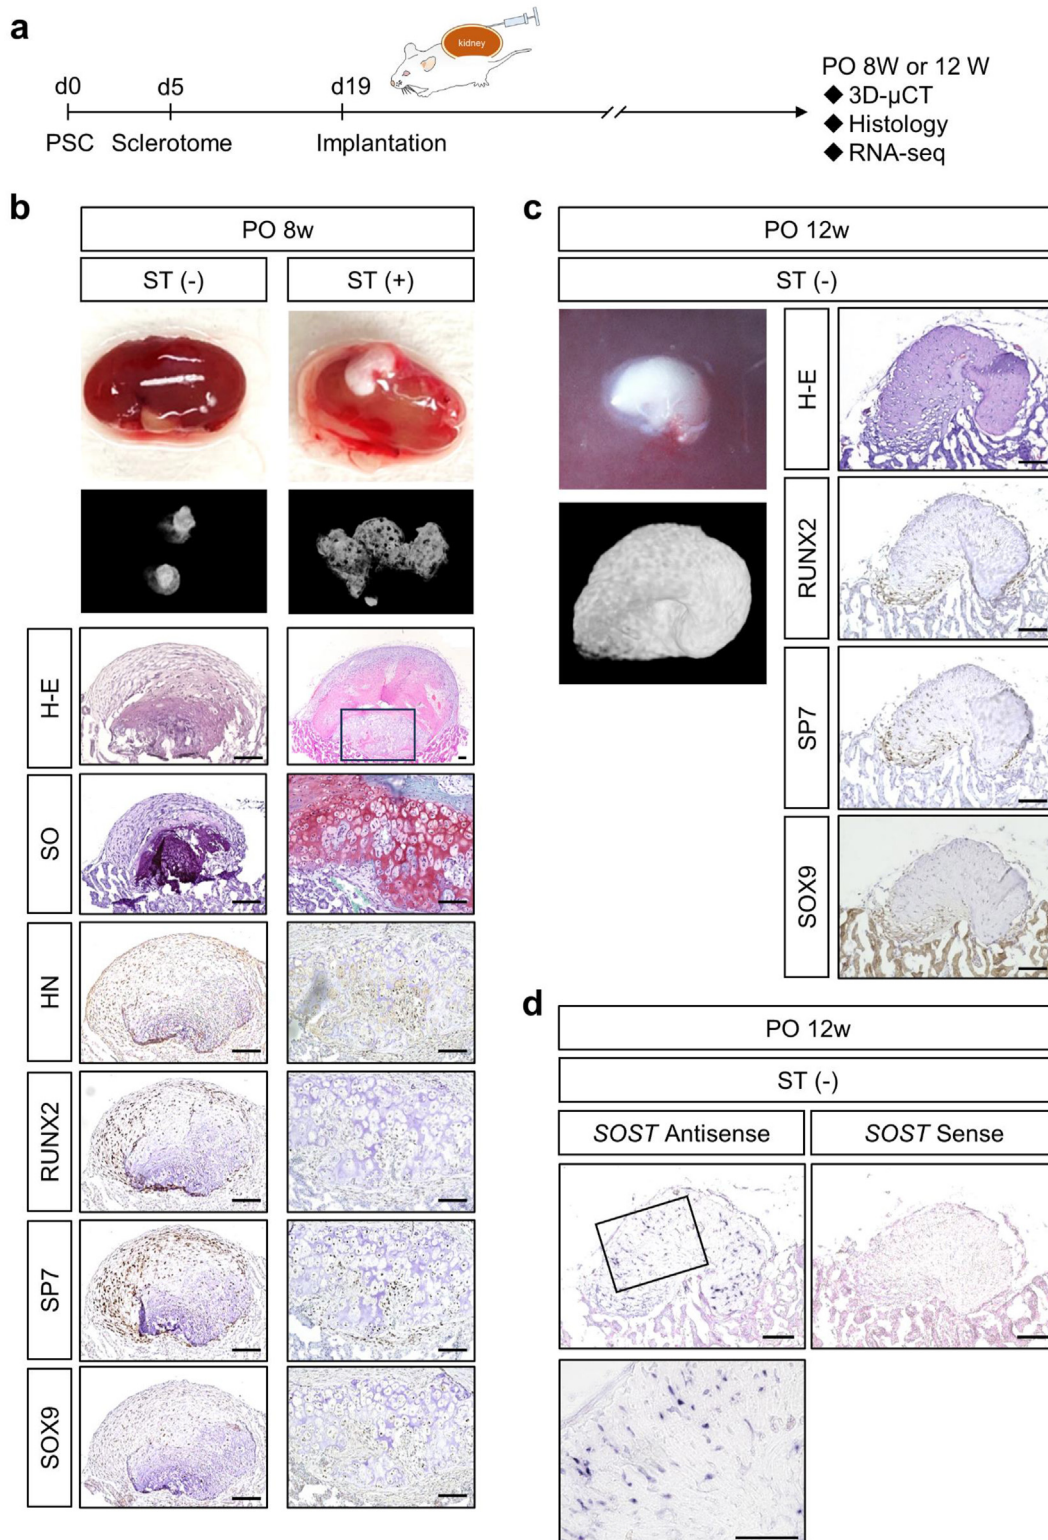 a
kidney
d0
d5
d19
PSC
Sclerotome
Implantation
PO 8W or 12 W
◆ 3D-µCT
◆ Histology
◆ RNA-seq
b
PO 8w
ST (-)
ST (+)
H-E
SO
HN
RUNX2
SP7
SOX9
c
PO 12w
ST (-)
H-E
RUNX2
SP7
SOX9
d
PO 12w
ST (-)
SOST Antisense
SOST Sense